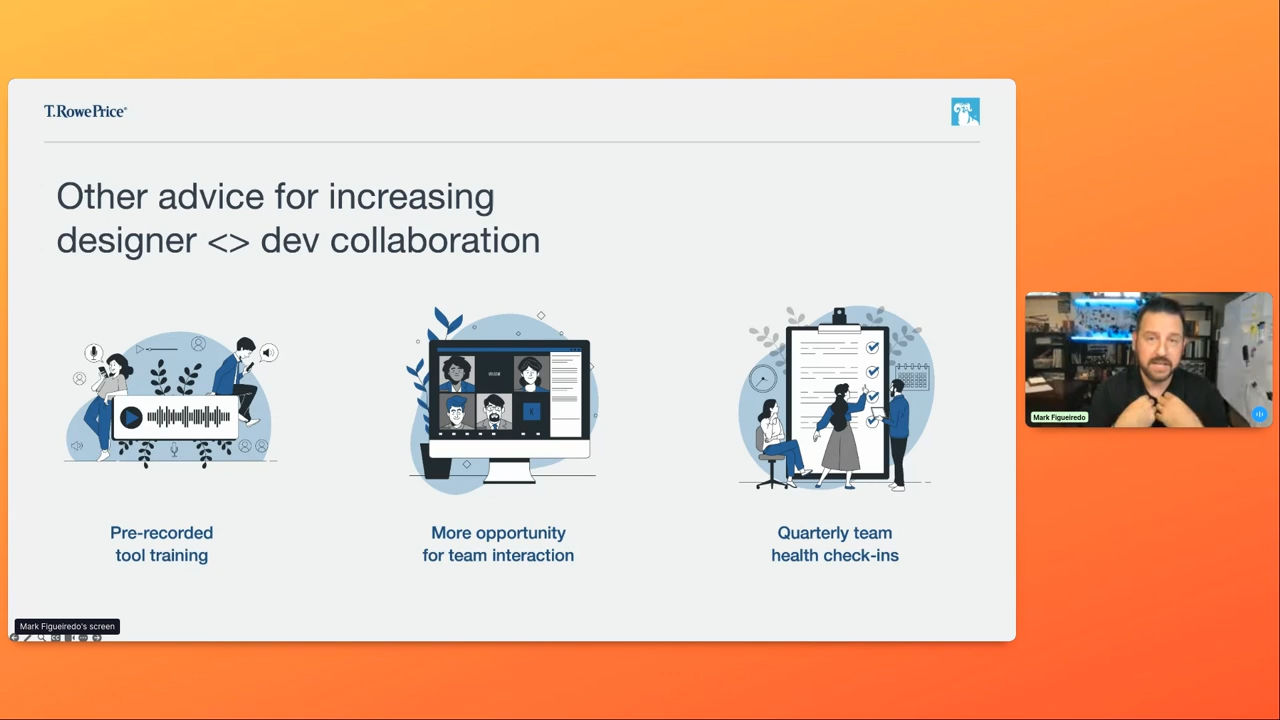 T.RowePrice®
Other advice for increasing
designer <> dev collaboration
Pre-recorded
tool training
More opportunity
for team interaction
Quarterly team
health check-ins
Mark Figueiredo's screen
Mark Figueiredo